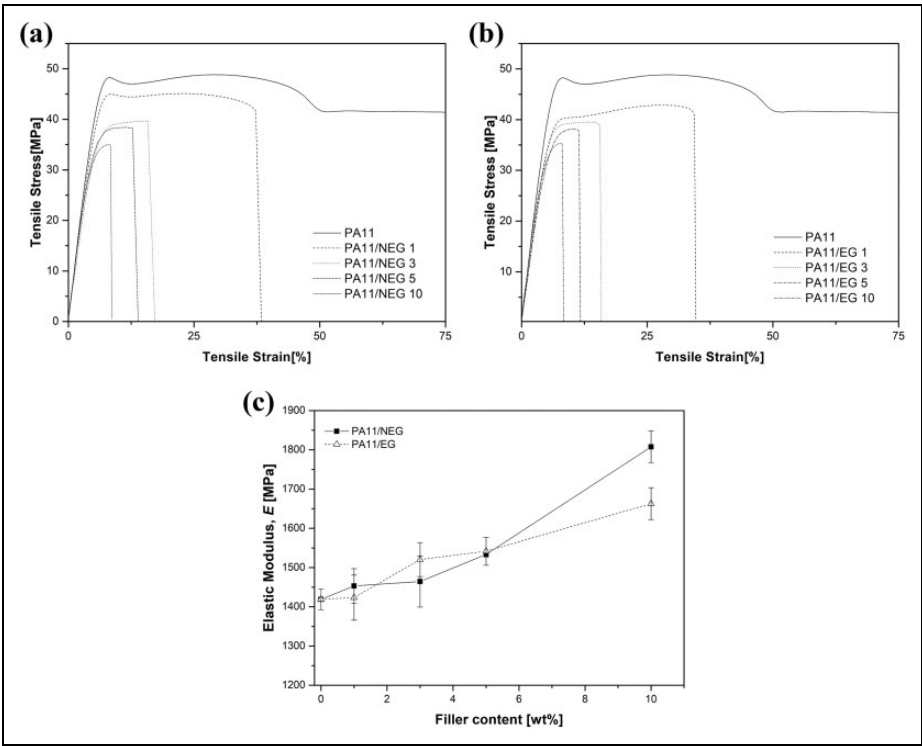 (a)
50
40
30
20
10
0
0
25
50
75
Tensile Stress[MPa]
Tensile Strain[%]
PA11
PA11/NEG 1
PA11/NEG 3
PA11/NEG 5
PA11/NEG 10
(b)
50
40
30
20
10
0
25
50
75
Tensile Stress [MPa]
Tensile Strain[%]
PA11
PA11/EG 1
PA11/EG 3
PA11/EG 5
PA11/EG 10
(c)
1900
1800
1700
1600
1500
1400
1300
1200
0
2
4
6
8
10
Elastic Modulus, E [MPa]
Filler content [wt%]
PA11/NEG
PA11/EG